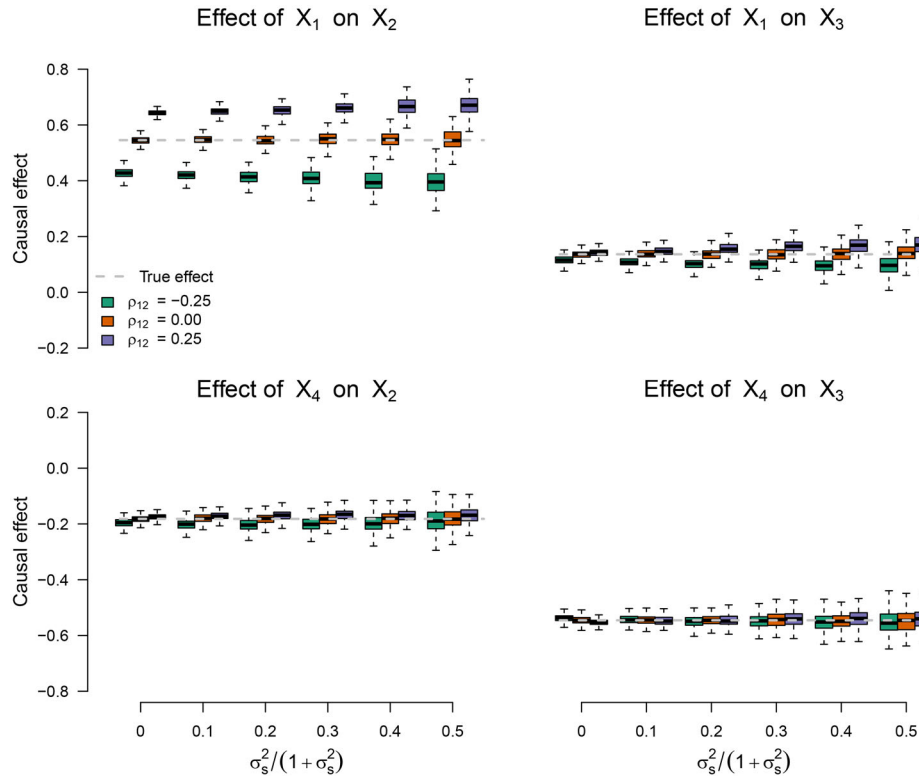 Effect of X₁ on X₂
Effect of X₁ on X₃
Causal effect
0.8
0.6
0.4
0.2
0.0
−0.2
True effect
ρ₁₂ = −0.25
ρ₁₂ = 0.00
ρ₁₂ = 0.25
Effect of X₄ on X₂
Effect of X₄ on X₃
Causal effect
0.2
0.0
−0.2
−0.4
−0.6
−0.8
0 0.1 0.2 0.3 0.4 0.5
0 0.1 0.2 0.3 0.4 0.5
σₛ²/(1+σₛ²)
σₛ²/(1+σₛ²)